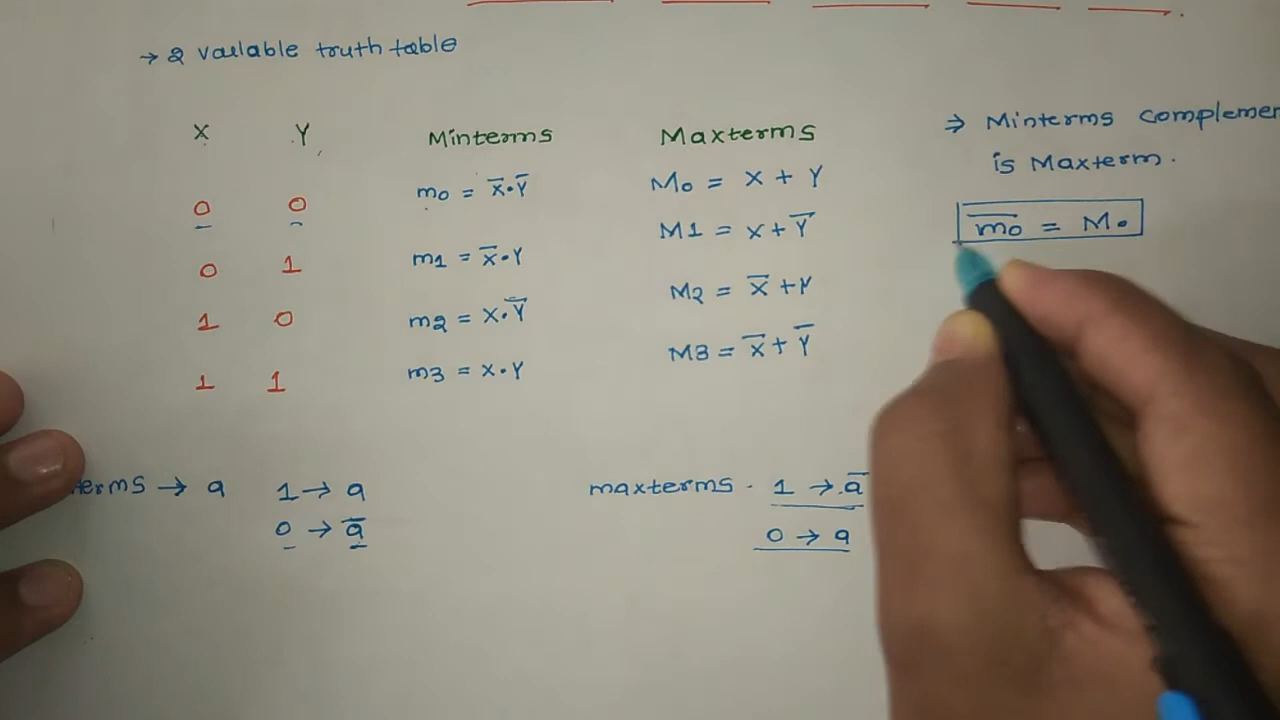 → 2 variable truth table
X Y Minterms Maxterms
0 0 m0 = X̅·Y̅ M0 = X + Y
0 1 m1 = X̅·Y M1 = X + Y̅
1 0 m2 = X·Y̅ M2 = X̅ + Y
1 1 m3 = X·Y M3 = X̅ + Y̅
⇒ Minterms complemen
is Maxterm.
m̅0̅ = M0
erms → a 1 → a
0 → a̅
maxterms - 1 → a̅
0 → a